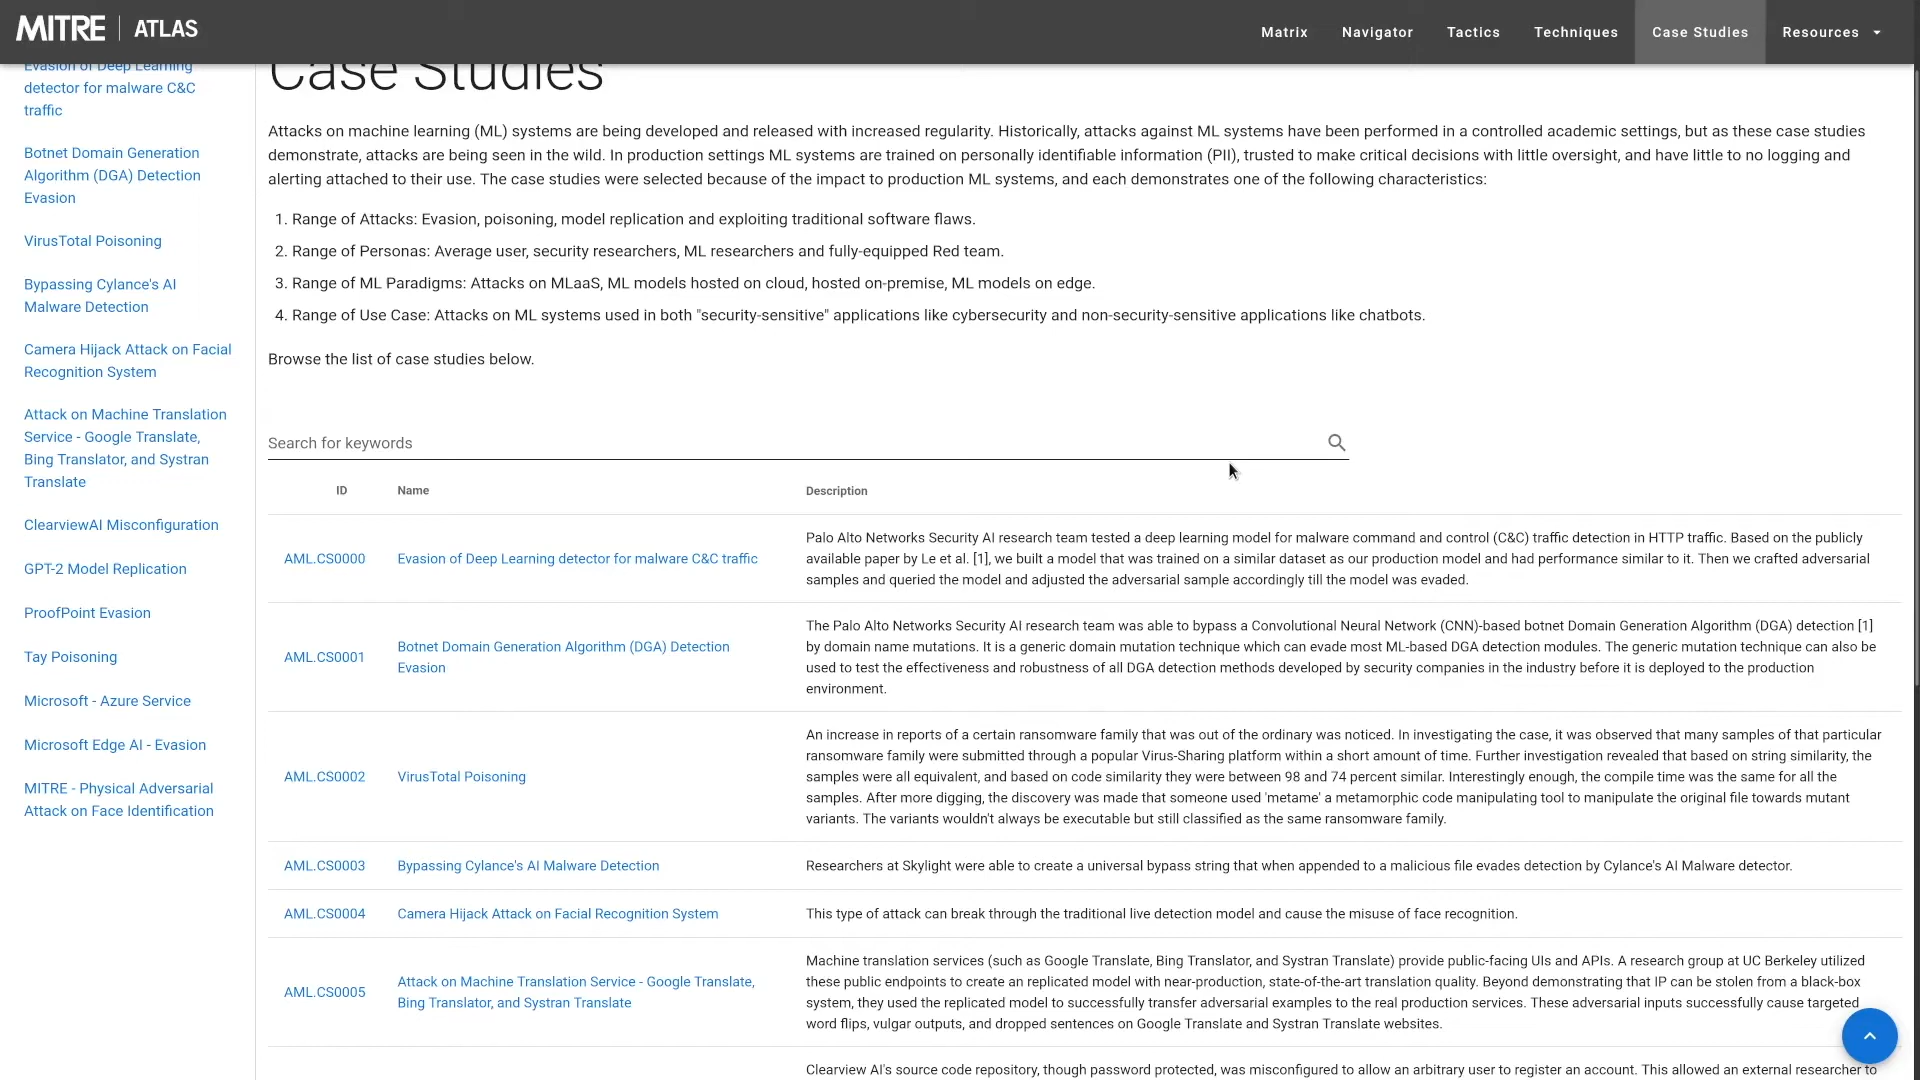 MITRE | ATLAS
Matrix
Navigator
Tactics
Techniques
Case Studies
Resources
Evasion of Deep Learning
detector for malware C&C
traffic
Botnet Domain Generation
Algorithm (DGA) Detection
Evasion
VirusTotal Poisoning
Bypassing Cylance's AI
Malware Detection
Camera Hijack Attack on Facial
Recognition System
Attack on Machine Translation
Service - Google Translate,
Bing Translator, and Systran
Translate
ClearviewAI Misconfiguration
GPT-2 Model Replication
ProofPoint Evasion
Tay Poisoning
Microsoft - Azure Service
Microsoft Edge AI - Evasion
MITRE - Physical Adversarial
Attack on Face Identification
Case Studies
Attacks on machine learning (ML) systems are being developed and released with increased regularity. Historically, attacks against ML systems have been performed in a controlled academic settings, but as these case studies
demonstrate, attacks are being seen in the wild. In production settings ML systems are trained on personally identifiable information (PII), trusted to make critical decisions with little oversight, and have little to no logging and
alerting attached to their use. The case studies were selected because of the impact to production ML systems, and each demonstrates one of the following characteristics:
1. Range of Attacks: Evasion, poisoning, model replication and exploiting traditional software flaws.
2. Range of Personas: Average user, security researchers, ML researchers and fully-equipped Red team.
3. Range of ML Paradigms: Attacks on MLaaS, ML models hosted on cloud, hosted on-premise, ML models on edge.
4. Range of Use Case: Attacks on ML systems used in both "security-sensitive" applications like cybersecurity and non-security-sensitive applications like chatbots.
Browse the list of case studies below.
Search for keywords
ID
Name
Description
AML.CS0000
Evasion of Deep Learning detector for malware C&C traffic
Palo Alto Networks Security AI research team tested a deep learning model for malware command and control (C&C) traffic detection in HTTP traffic. Based on the publicly
available paper by Le et al. [1], we built a model that was trained on a similar dataset as our production model and had performance similar to it. Then we crafted adversarial
samples and queried the model and adjusted the adversarial sample accordingly till the model was evaded.
AML.CS0001
Botnet Domain Generation Algorithm (DGA) Detection
Evasion
The Palo Alto Networks Security AI research team was able to bypass a Convolutional Neural Network (CNN)-based botnet Domain Generation Algorithm (DGA) detection [1]
by domain name mutations. It is a generic domain mutation technique which can evade most ML-based DGA detection modules. The generic mutation technique can also be
used to test the effectiveness and robustness of all DGA detection methods developed by security companies in the industry before it is deployed to the production
environment.
AML.CS0002
VirusTotal Poisoning
An increase in reports of a certain ransomware family that was out of the ordinary was noticed. In investigating the case, it was observed that many samples of that particular
ransomware family were submitted through a popular Virus-Sharing platform within a short amount of time. Further investigation revealed that based on string similarity, the
samples were all equivalent, and based on code similarity they were between 98 and 74 percent similar. Interestingly enough, the compile time was the same for all the
samples. After more digging, the discovery was made that someone used 'metame' a metamorphic code manipulating tool to manipulate the original file towards mutant
variants. The variants wouldn't always be executable but still classified as the same ransomware family.
AML.CS0003
Bypassing Cylance's AI Malware Detection
Researchers at Skylight were able to create a universal bypass string that when appended to a malicious file evades detection by Cylance's AI Malware detector.
AML.CS0004
Camera Hijack Attack on Facial Recognition System
This type of attack can break through the traditional live detection model and cause the misuse of face recognition.
AML.CS0005
Attack on Machine Translation Service - Google Translate,
Bing Translator, and Systran Translate
Machine translation services (such as Google Translate, Bing Translator, and Systran Translate) provide public-facing UIs and APIs. A research group at UC Berkeley utilized
these public endpoints to create an replicated model with near-production, state-of-the-art translation quality. Beyond demonstrating that IP can be stolen from a black-box
system, they used the replicated model to successfully transfer adversarial examples to the real production services. These adversarial inputs successfully cause targeted
word flips, vulgar outputs, and dropped sentences on Google Translate and Systran Translate websites.
Clearview AI's source code repository, though password protected, was misconfigured to allow an arbitrary user to register an account. This allowed an external researcher to